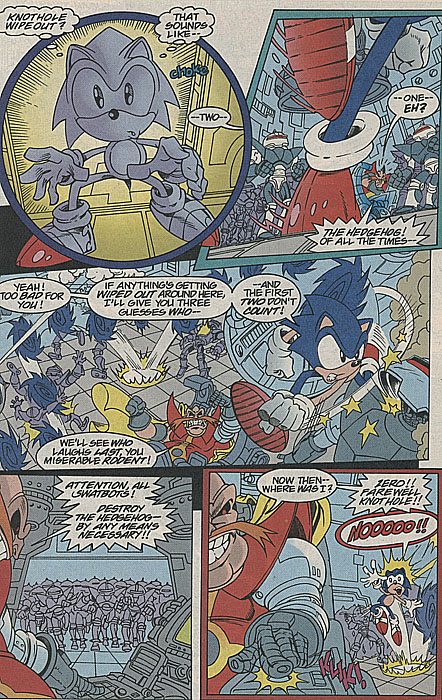 KNOTHOLE
WIPEOUT?
THAT
SOUNDS
LIKE--
choke
--TWO--
--ONE--
EH?
THE HEDGEHOG!
OF ALL THE TIMES--
YEAH!
TOO BAD FOR
YOU!
IF ANYTHING'S GETTING
WIPED OUT AROUND HERE,
I'LL GIVE YOU THREE
GUESSES WHO--
--AND
THE FIRST
TWO DON'T
COUNT!
WE'LL SEE WHO
LAUGHS LAST, YOU
MISERABLE RODENT!
ATTENTION, ALL
SWATBOTS!
DESTROY
THE HEDGEHOG--
BY ANY MEANS
NECESSARY!!
NOW THEN--
WHERE WAS I?
ZERO!!
FAREWELL
KNOTHOLE!!
NOOOOO!!
KLIK!